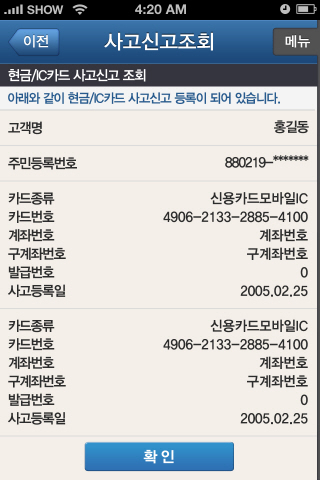 SHOW 4:20 AM
이전 사고신고조회 메뉴
현금/IC카드 사고신고 조회
아래와 같이 현금/IC카드 사고신고 등록이 되어 있습니다.
고객명 홍길동
주민등록번호 880219-*******
카드종류 신용카드모바일IC
카드번호 4906-2133-2885-4100
계좌번호 계좌번호
구계좌번호 구계좌번호
발급번호 0
사고등록일 2005.02.25
카드종류 신용카드모바일IC
카드번호 4906-2133-2885-4100
계좌번호 계좌번호
구계좌번호 구계좌번호
발급번호 0
사고등록일 2005.02.25
확인